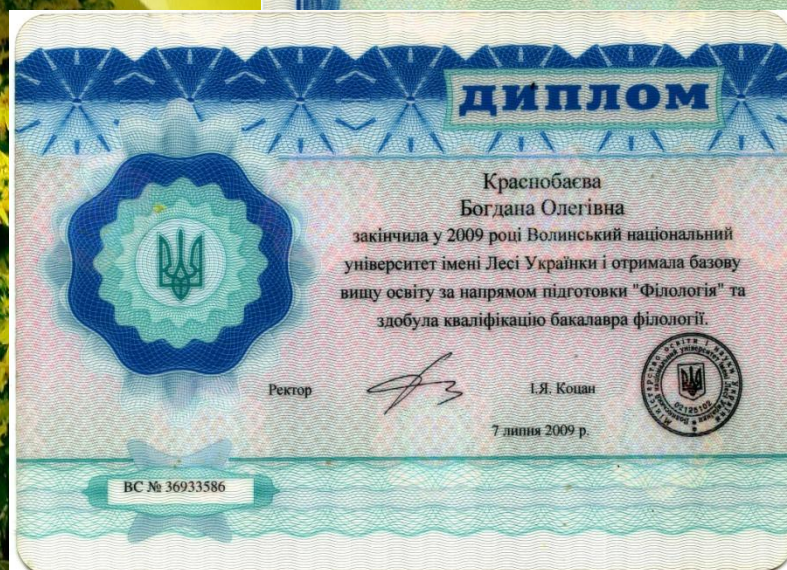 ДИПЛОМ
Краснобаєва
Богдана Олегівна
закінчила у 2009 році Волинський національний
університет імені Лесі Українки і отримала базову
вищу освіту за напрямом підготовки "Філологія" та
здобула кваліфікацію бакалавра філології.
Ректор І.Я. Коцан
7 липня 2009 р.
02125102
ВС № 36933586